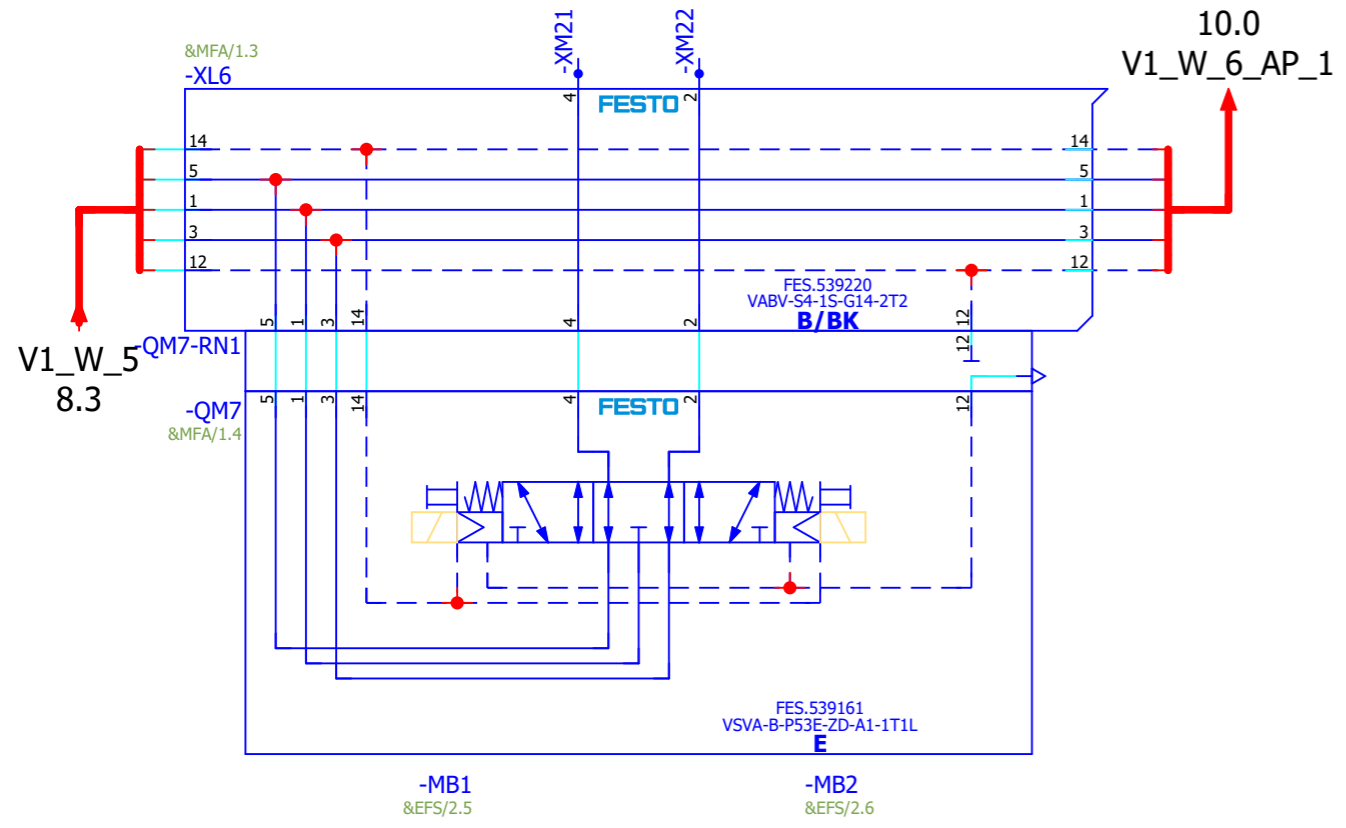 -XM21
-XM22
10.0
V1_W_6_AP_1
&MFA/1.3
-XL6
4
FESTO
2
14
14
5
5
1
1
3
3
12
12
FES.539220
VABV-S4-1S-G14-2T2
B/BK
5
1
3
14
4
2
12
V1_W_5
8.3
-QM7-RN1
12
-QM7
&MFA/1.4
5
1
3
14
4
FESTO
2
12
FES.539161
VSVA-B-P53E-ZD-A1-1T1L
E
-MB1
&EFS/2.5
-MB2
&EFS/2.6